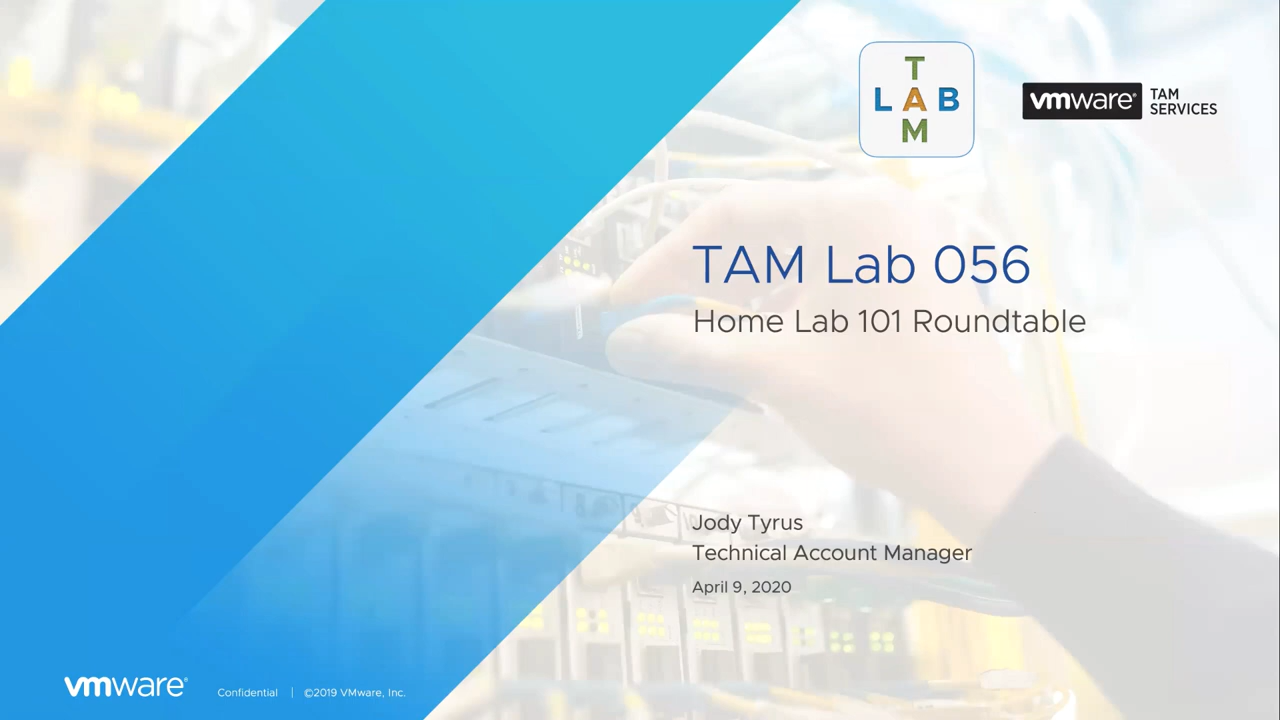 T
L A B
M
vmware® TAM
SERVICES
TAM Lab 056
Home Lab 101 Roundtable
Jody Tyrus
Technical Account Manager
April 9, 2020
vmware® Confidential | ©2019 VMware, Inc.